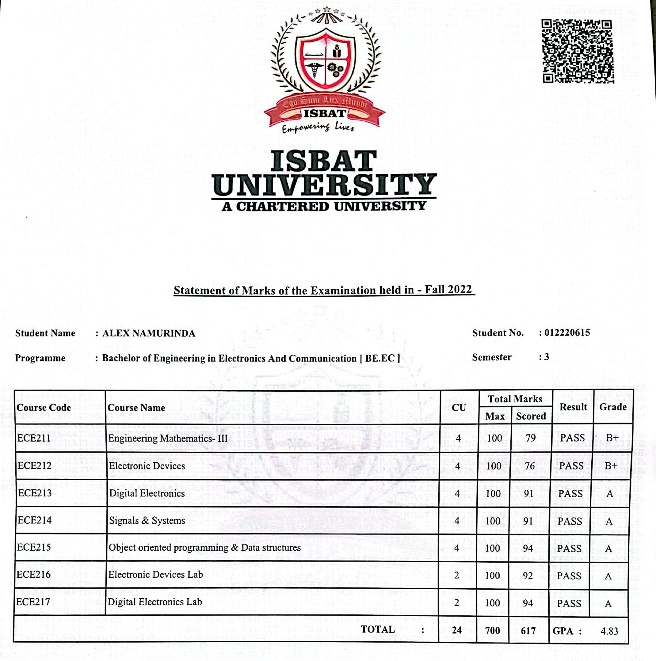 Ego Sum Lux Mundi
ISBAT
Empowering Lives
ISBAT
UNIVERSITY
A CHARTERED UNIVERSITY
Statement of Marks of the Examination held in - Fall 2022
Student Name : ALEX NAMURINDA Student No. : 012220615
Programme : Bachelor of Engineering in Electronics And Communication [ BE.EC ] Semester : 3
Course Code Course Name CU Total Marks Result Grade
Max Scored
ECE211 Engineering Mathematics- III 4 100 79 PASS B+
ECE212 Electronic Devices 4 100 76 PASS B+
ECE213 Digital Electronics 4 100 91 PASS A
ECE214 Signals & Systems 4 100 91 PASS A
ECE215 Object oriented programming & Data structures 4 100 94 PASS A
ECE216 Electronic Devices Lab 2 100 92 PASS A
ECE217 Digital Electronics Lab 2 100 94 PASS A
TOTAL : 24 700 617 GPA : 4.83